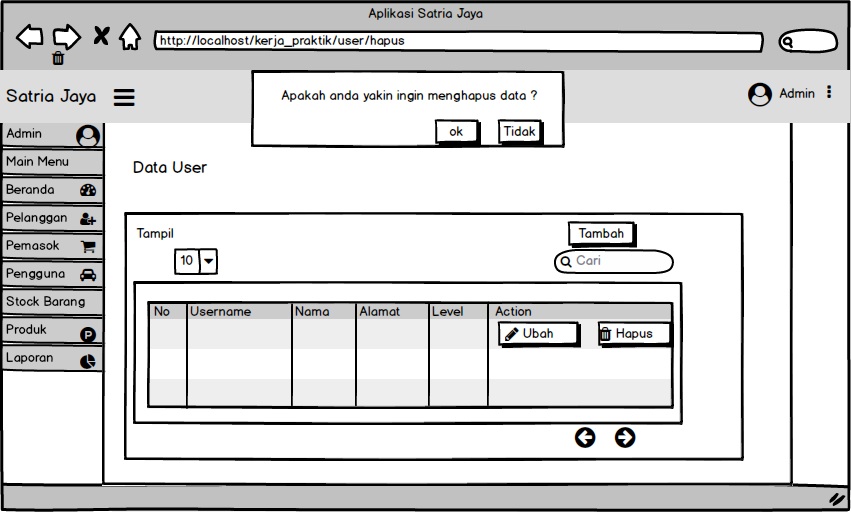 Aplikasi Satria Jaya
http://localhost/kerja_praktik/user/hapus
Satria Jaya
Apakah anda yakin ingin menghapus data ?
ok Tidak
Admin
Admin
Main Menu
Beranda
Pelanggan
Pemasok
Pengguna
Stock Barang
Produk P
Laporan
Data User
Tampil
Tambah
10
Cari
No Username Nama Alamat Level Action
Ubah Hapus